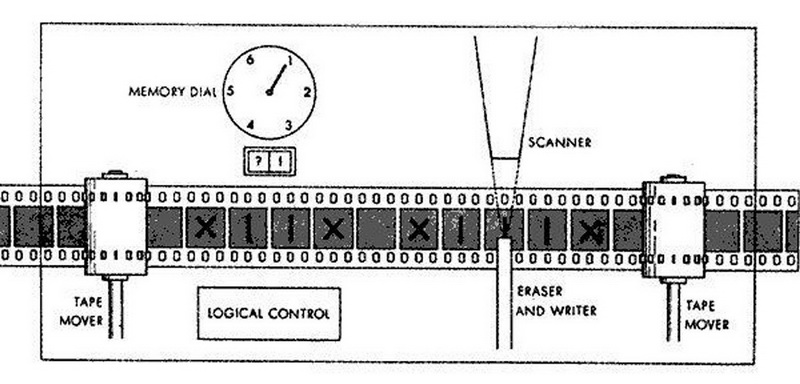 6 1
MEMORY DIAL 5 2
4 3
? 1
SCANNER
X 1 1 X X 1 1 X
TAPE
MOVER
LOGICAL CONTROL
ERASER
AND WRITER
TAPE
MOVER